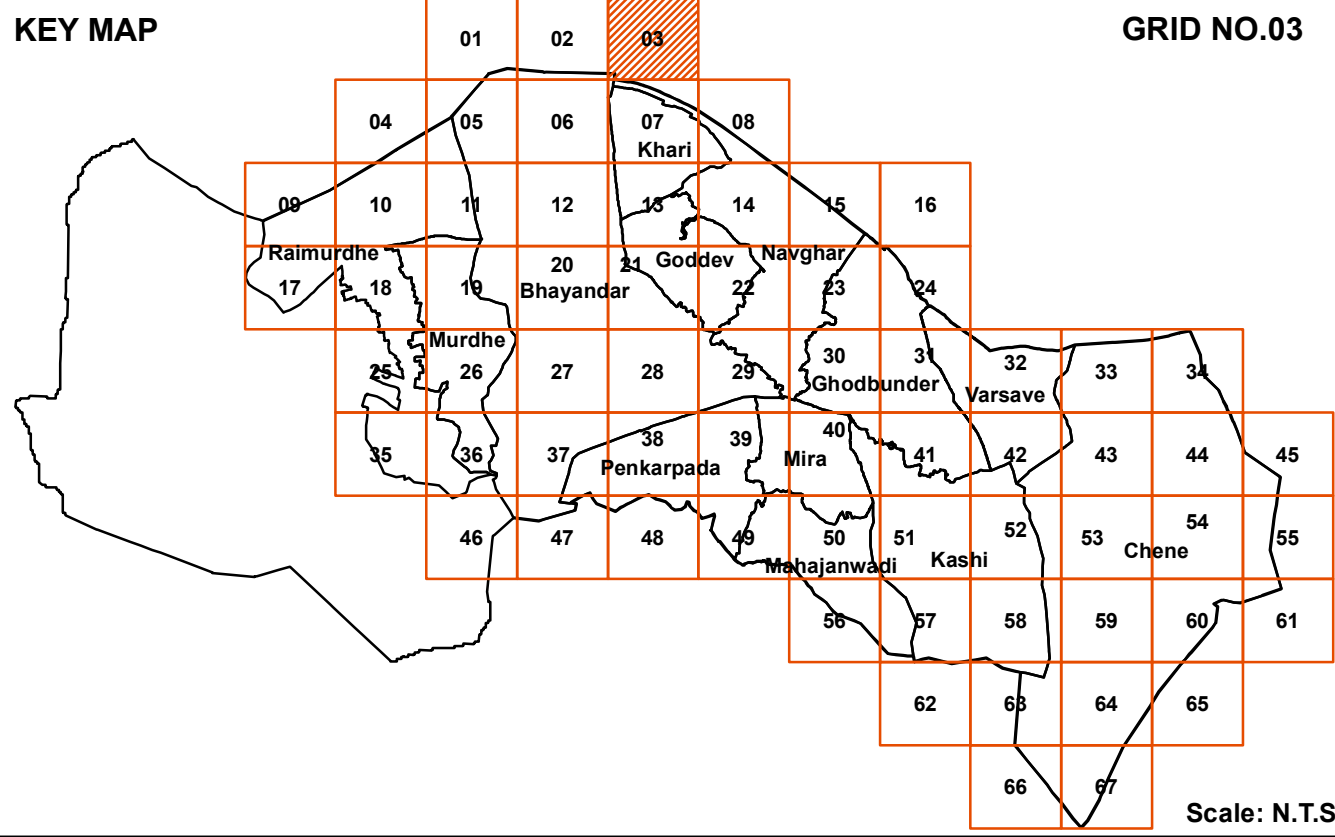 KEY MAP
GRID NO.03
01 02 03
04 05 06 07 08
Khari
09 10 11 12 13 14 15 16
Raimurdhe Goddev Navghar
17 18 19 20 21 22 23 24
Bhayandar
Murdhe
25 26 27 28 29 30 31 32 33 34
Ghodbunder Varsave
35 36 37 38 39 40 41 42 43 44 45
Penkarpada Mira
46 47 48 49 50 51 52 53 54 55
Mahajanwadi Kashi Chene
56 57 58 59 60 61
62 63 64 65
66 67
Scale: N.T.S